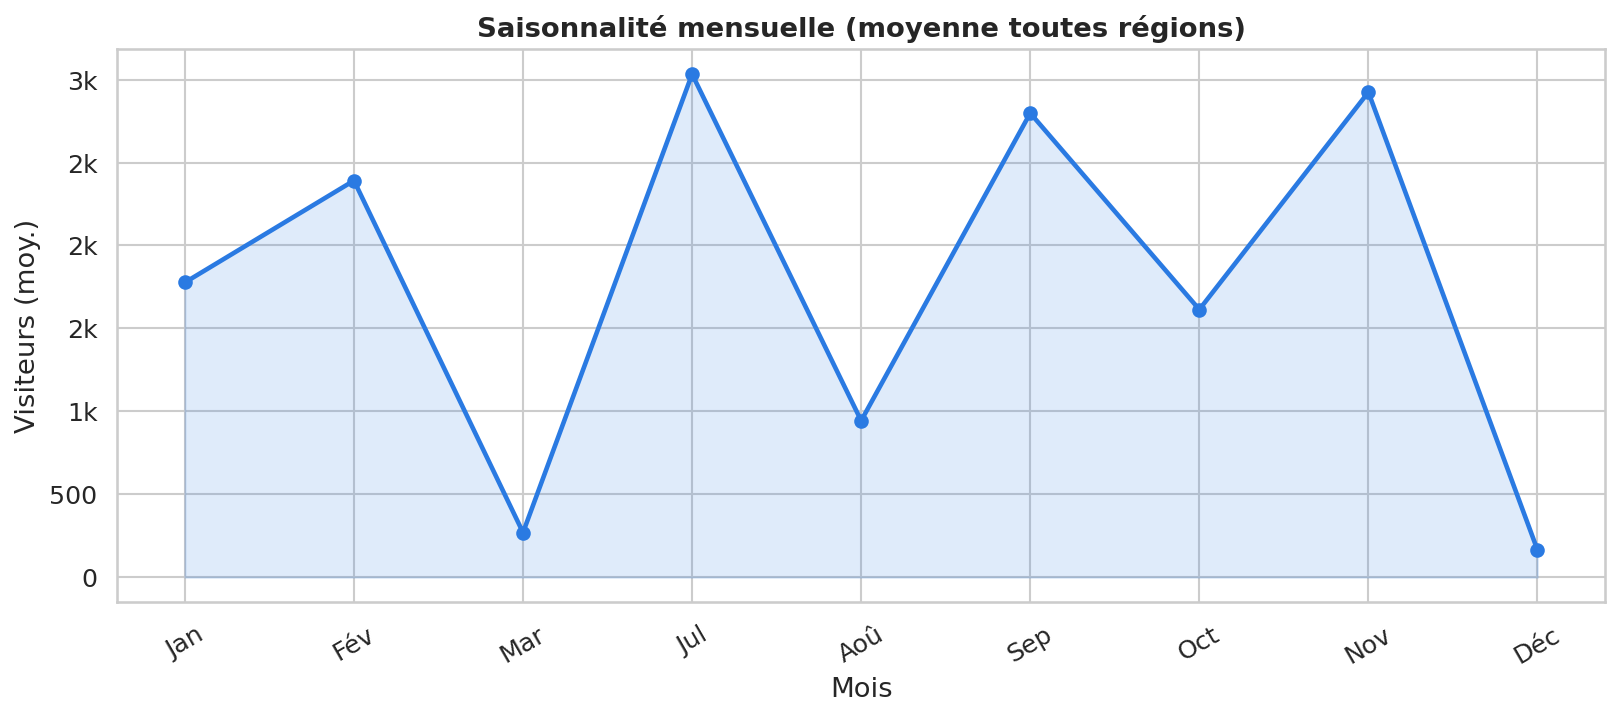 Saisonnalité mensuelle (moyenne toutes régions)
3k
2k
2k
2k
1k
500
0
Visiteurs (moy.)
Jan
Fév
Mar
Jul
Aoû
Sep
Oct
Nov
Déc
Mois